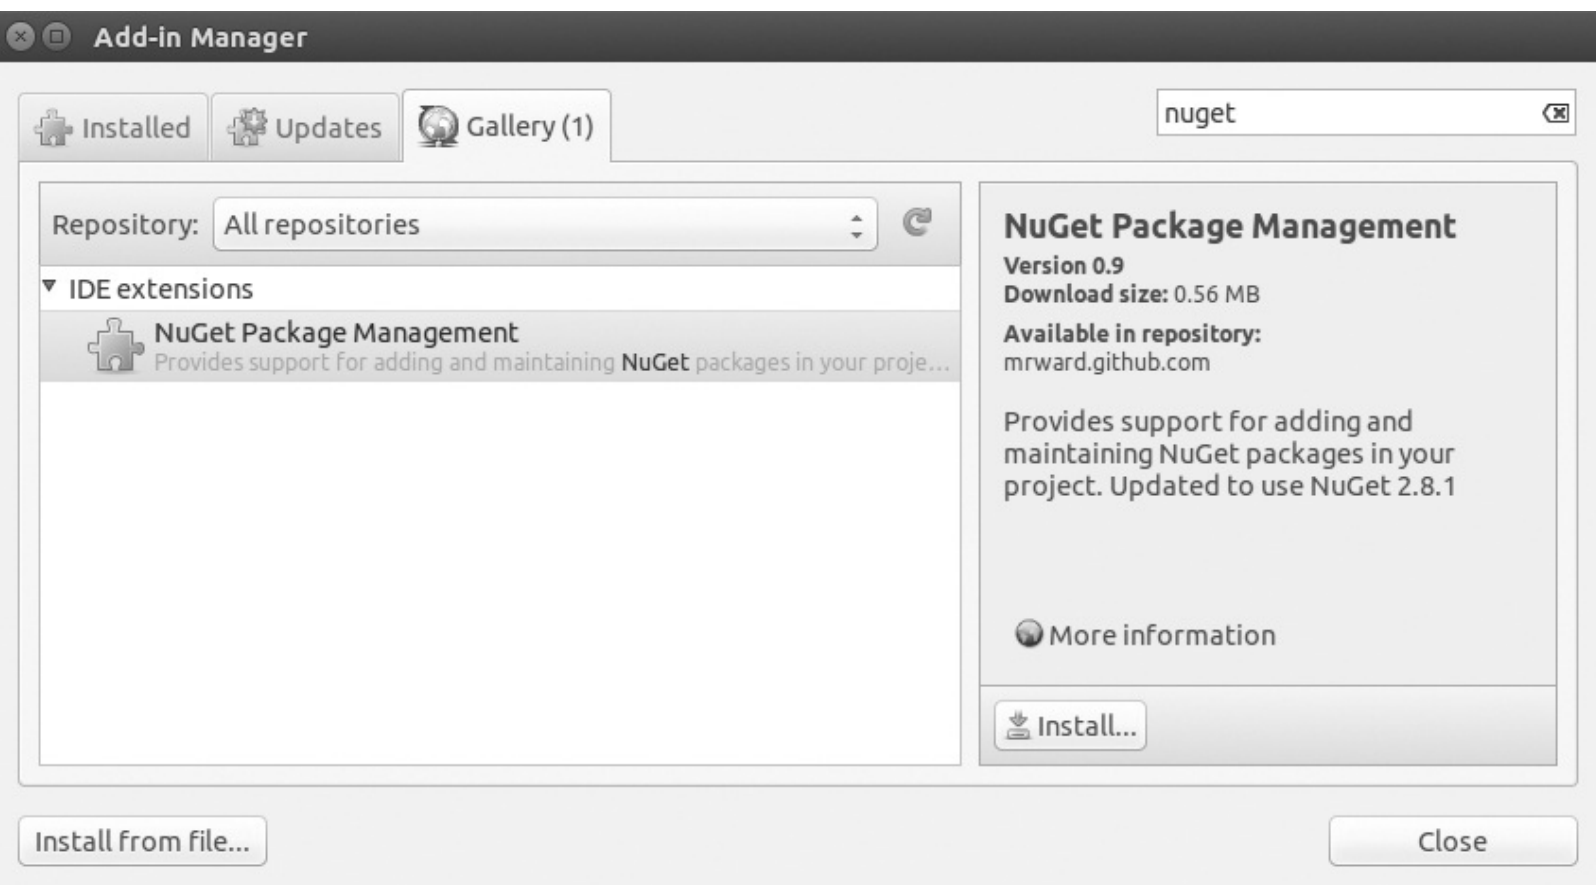 Add-in Manager
Installed
Updates
Gallery (1)
nuget
Repository:
All repositories
IDE extensions
NuGet Package Management
Provides support for adding and maintaining NuGet packages in your proje...
NuGet Package Management
Version 0.9
Download size: 0.56 MB
Available in repository:
mrward.github.com
Provides support for adding and
maintaining NuGet packages in your
project. Updated to use NuGet 2.8.1
More information
Install...
Install from file...
Close